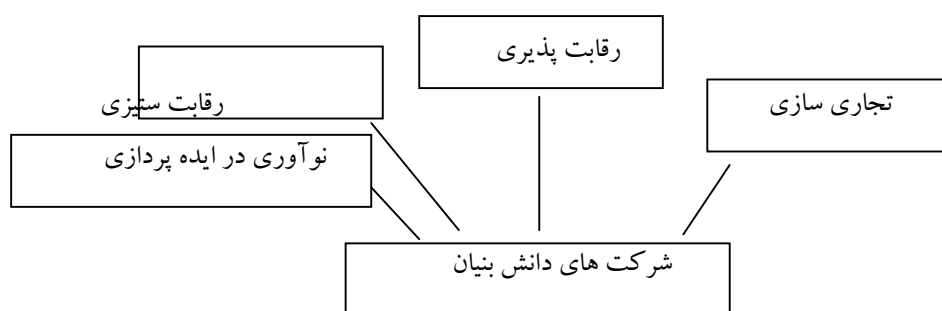 رقابت پذیری
تجاری سازی
رقابت ستیزی
نوآوری در ایده پردازی
شرکت های دانش بنیان